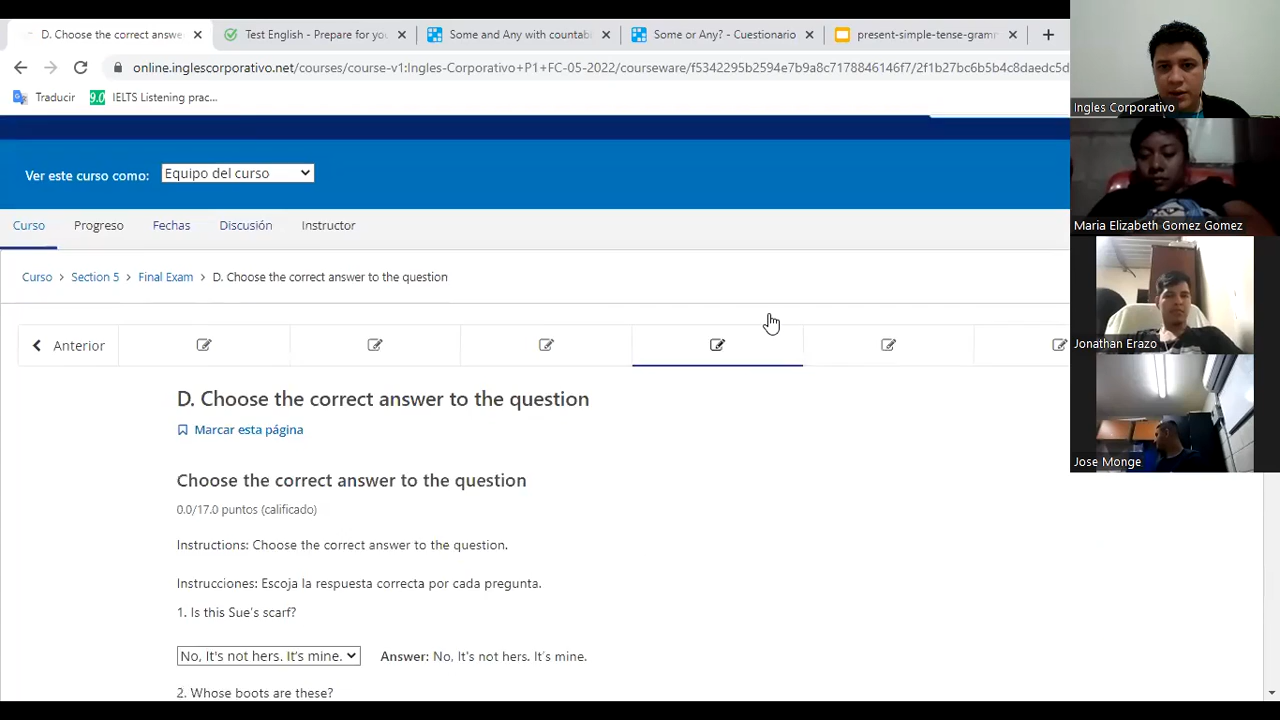 D. Choose the correct answe
Test English - Prepare for you
Some and Any with countab
Some or Any? - Cuestionario
present-simple-tense-gramm
online.inglescorporativo.net/courses/course-v1:Ingles-Corporativo+P1+FC-05-2022/courseware/f5342295b2594e7b9a8c7178846146f7/2f1b27bc6b5b4c8daedc5d
Traducir
9.0 IELTS Listening prac...
Ver este curso como: Equipo del curso
Curso Progreso Fechas Discusión Instructor
Curso > Section 5 > Final Exam > D. Choose the correct answer to the question
Anterior
D. Choose the correct answer to the question
Marcar esta página
Choose the correct answer to the question
0.0/17.0 puntos (calificado)
Instructions: Choose the correct answer to the question.
Instrucciones: Escoja la respuesta correcta por cada pregunta.
1. Is this Sue's scarf?
No, It's not hers. It's mine. Answer: No, It's not hers. It's mine.
2. Whose boots are these?
Ingles Corporativo
Maria Elizabeth Gomez Gomez
Jonathan Erazo
Jose Monge